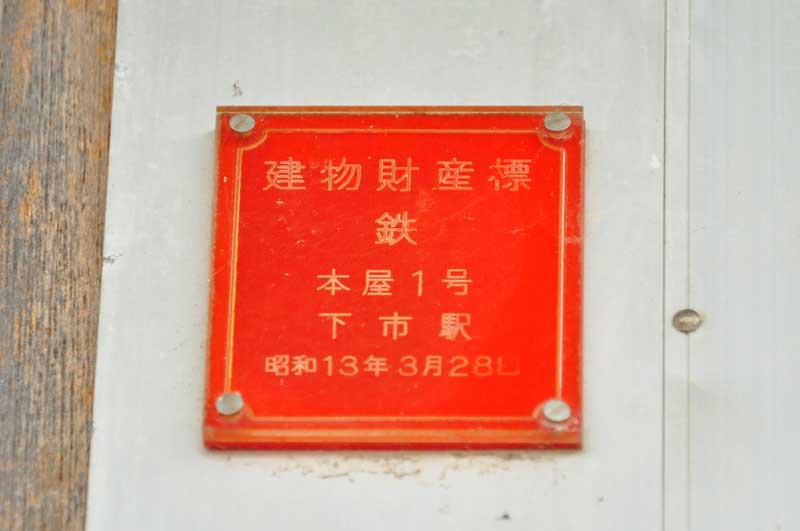 建物財産標
鉄
本屋1号
下市駅
昭和13年3月28日